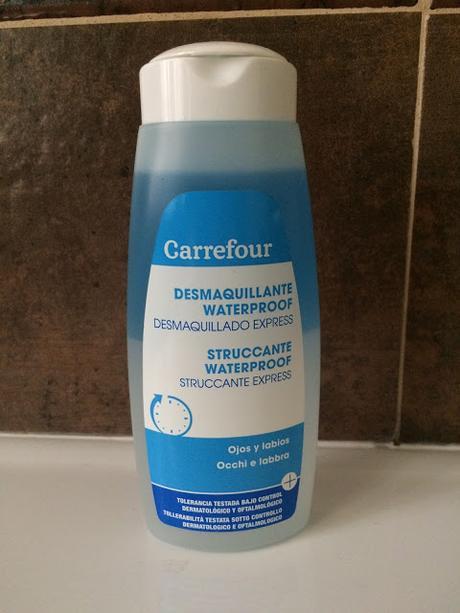 Carrefour
DESMAQUILLANTE
WATERPROOF
DESMAQUILLADO EXPRESS
STRUCCANTE
WATERPROOF
STRUCCANTE EXPRESS
Ojos y labios
Occhi e labbra
TOLERANCIA TESTADA BAJO CONTROL
DERMATOLÓGICO Y OFTALMOLÓGICO
TOLLERABILITÀ TESTATA SOTTO CONTROLLO
DERMATOLOGICO E OFTALMOLOGICO